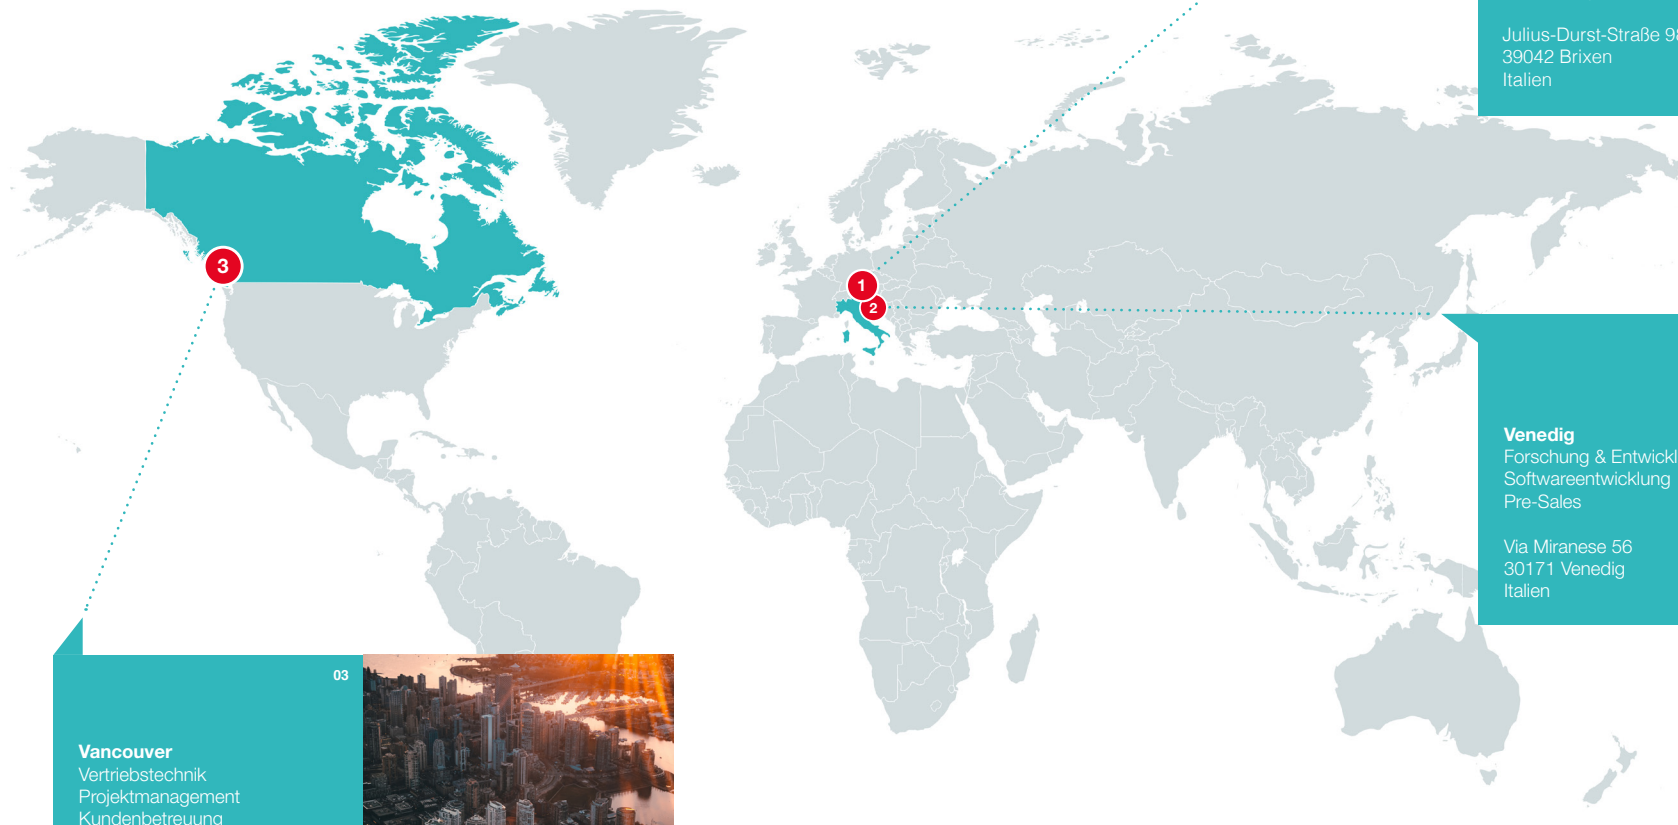 Julius-Durst-Straße 98
39042 Brixen
Italien
3
1
2
Venedig
Forschung & Entwickl
Softwareentwicklung
Pre-Sales
Via Miranese 56
30171 Venedig
Italien
03
Vancouver
Vertriebstechnik
Projektmanagement
Kundenbetreuung